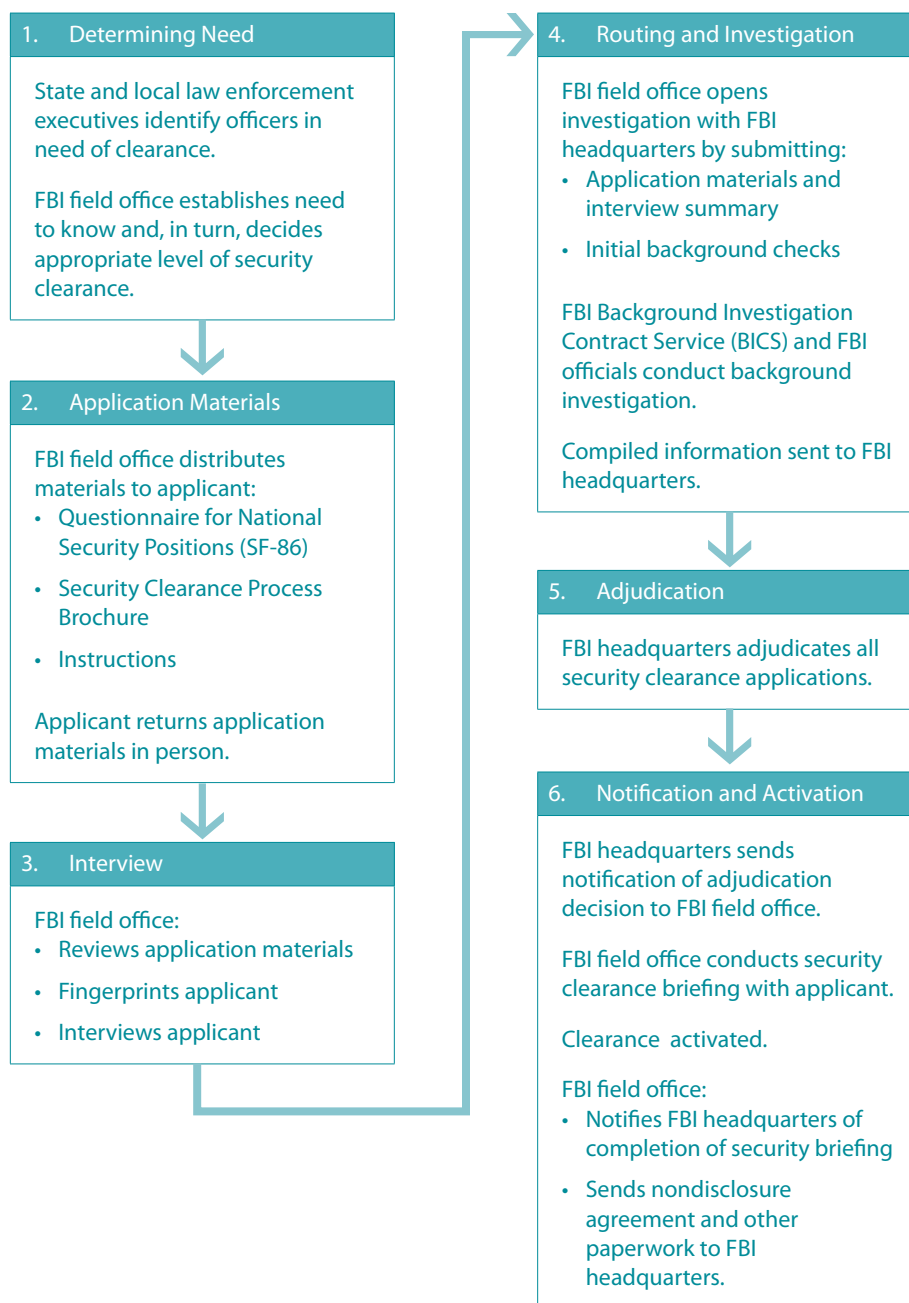 1. Determining Need
State and local law enforcement
executives identify officers in
need of clearance.
FBI field office establishes need
to know and, in turn, decides
appropriate level of security
clearance.
2. Application Materials
FBI field office distributes
materials to applicant:
• Questionnaire for National
Security Positions (SF-86)
• Security Clearance Process
Brochure
• Instructions
Applicant returns application
materials in person.
3. Interview
FBI field office:
• Reviews application materials
• Fingerprints applicant
• Interviews applicant
4. Routing and Investigation
FBI field office opens
investigation with FBI
headquarters by submitting:
• Application materials and
interview summary
• Initial background checks
FBI Background Investigation
Contract Service (BICS) and FBI
officials conduct background
investigation.
Compiled information sent to FBI
headquarters.
5. Adjudication
FBI headquarters adjudicates all
security clearance applications.
6. Notification and Activation
FBI headquarters sends
notification of adjudication
decision to FBI field office.
FBI field office conducts security
clearance briefing with applicant.
Clearance activated.
FBI field office:
• Notifies FBI headquarters of
completion of security briefing
• Sends nondisclosure
agreement and other
paperwork to FBI
headquarters.